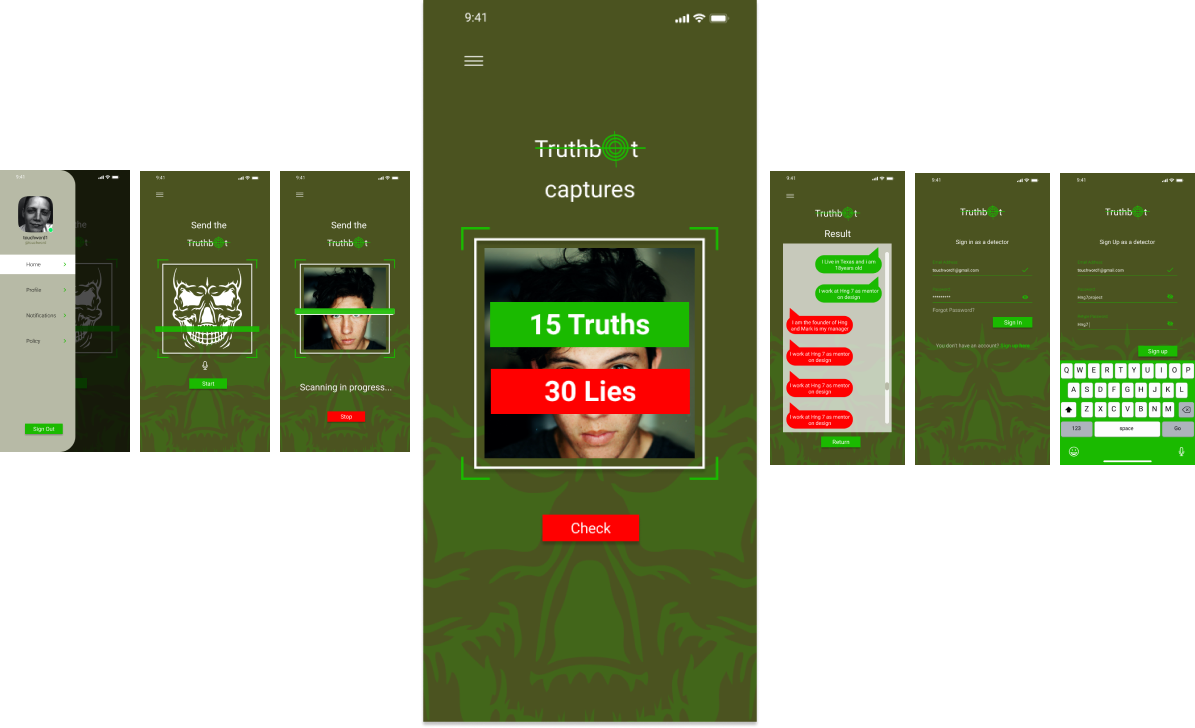 9:41
touchword1
Home
Profile
Notifications
Policy
Sign Out
9:41
Send the
Truthbot
Start
9:41
Send the
Truthbot
Scanning in progress...
Stop
9:41
Truthbot
captures
15 Truths
30 Lies
Check
9:41
Truthbot
Result
I Live in Texas and i am
18years old
I work at Hng 7 as mentor
on design
I am the founder of Hng
and Mark is my manager
I work at Hng 7 as mentor
on design
I work at Hng 7 as mentor
on design
I work at Hng 7 as mentor
on design
Return
9:41
Truthbot
Sign in as a detector
touchword1@gmail.com
Forgot Password?
Sign in
You don't have an account? Sign up here
9:41
Truthbot
Sign Up as a detector
touchword1@gmail.com
Hng7project
Hng7
Sign up
Q W E R T Y U I O P
A S D F G H J K L
Z X C V B N M
123 space Go